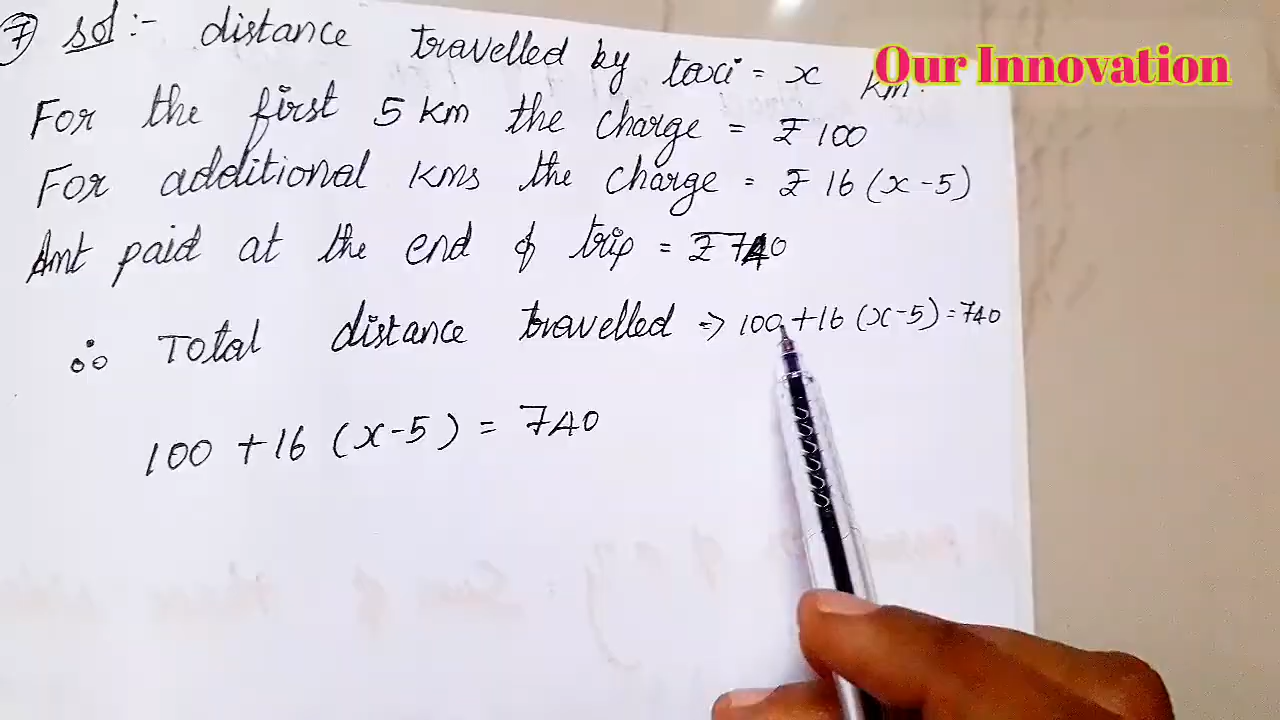 7) Sol :- distance travelled by taxi = x km.
Our Innovation
For the first 5 KM the charge = ₹ 100
For additional kms the charge = ₹ 16 (x - 5)
Amt paid at the end of trip = ₹ 740
∴ Total distance travelled => 100 + 16 (x - 5) = 740
100 + 16 (x - 5) = 740